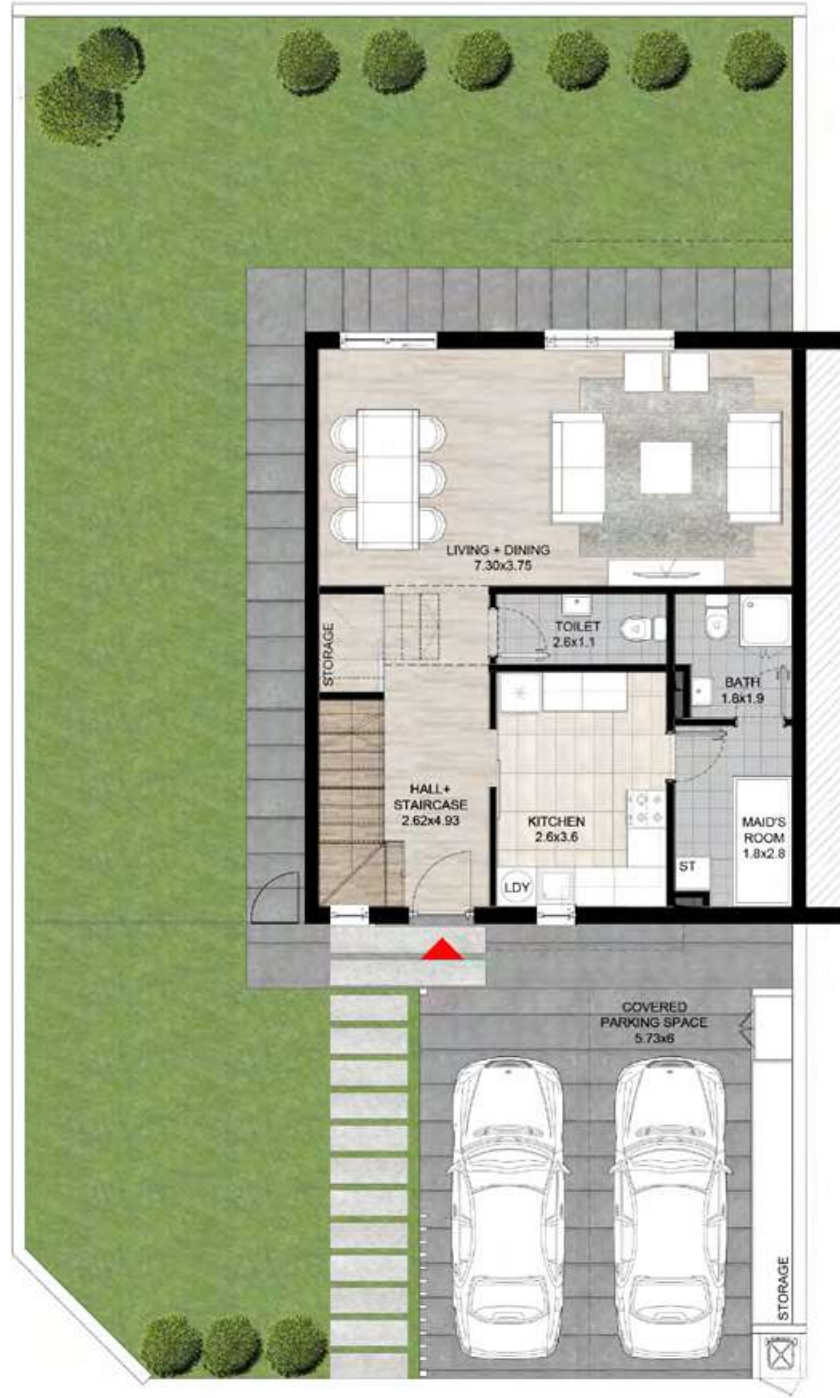 LIVING + DINING
7.30x3.75
STORAGE
TOILET
2.6x1.1
BATH
1.8x1.9
HALL+
STAIRCASE
2.62x4.93
KITCHEN
2.6x3.6
MAID'S
ROOM
1.8x2.8
ST
LDY
COVERED
PARKING SPACE
5.73x6
STORAGE